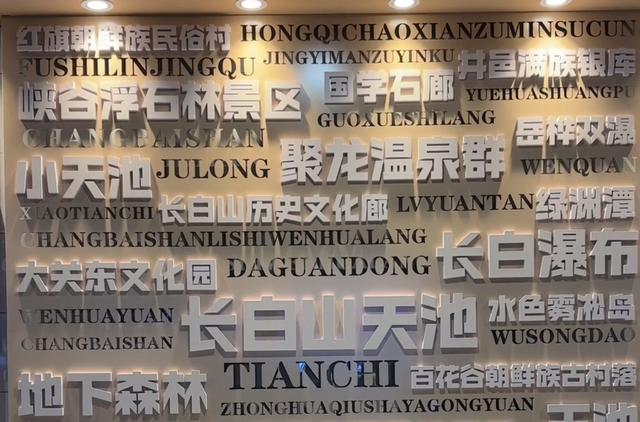 红旗朝鲜族民俗村 HONGQICHAOXIANZUMINSUCUN
FUSHILINJINGQU JINGYIMANZUYINKU 井邑满族银库
峡谷浮石林景区 国学石廊 YUEHUASHUANGPU
CHANGBAISHAN GUOXUESHILANG 岳桦双瀑
小天池 JULONG 聚龙温泉群 WENQUAN
XIAOTIANCHI 长白山历史文化廊 LVYUANTAN 绿渊潭
CHANGBAISHANLISHIWENHUALANG 长白瀑布
大关东文化园 DAGUANDONG
WENHUAYUAN 长白山天池 水色雾凇岛
CHANGBAISHAN WUSONGDAO
地下森林 TIANCHI 百花谷朝鲜族古村落
ZHONGHUAQIUSHAYAGONGYUAN 天池